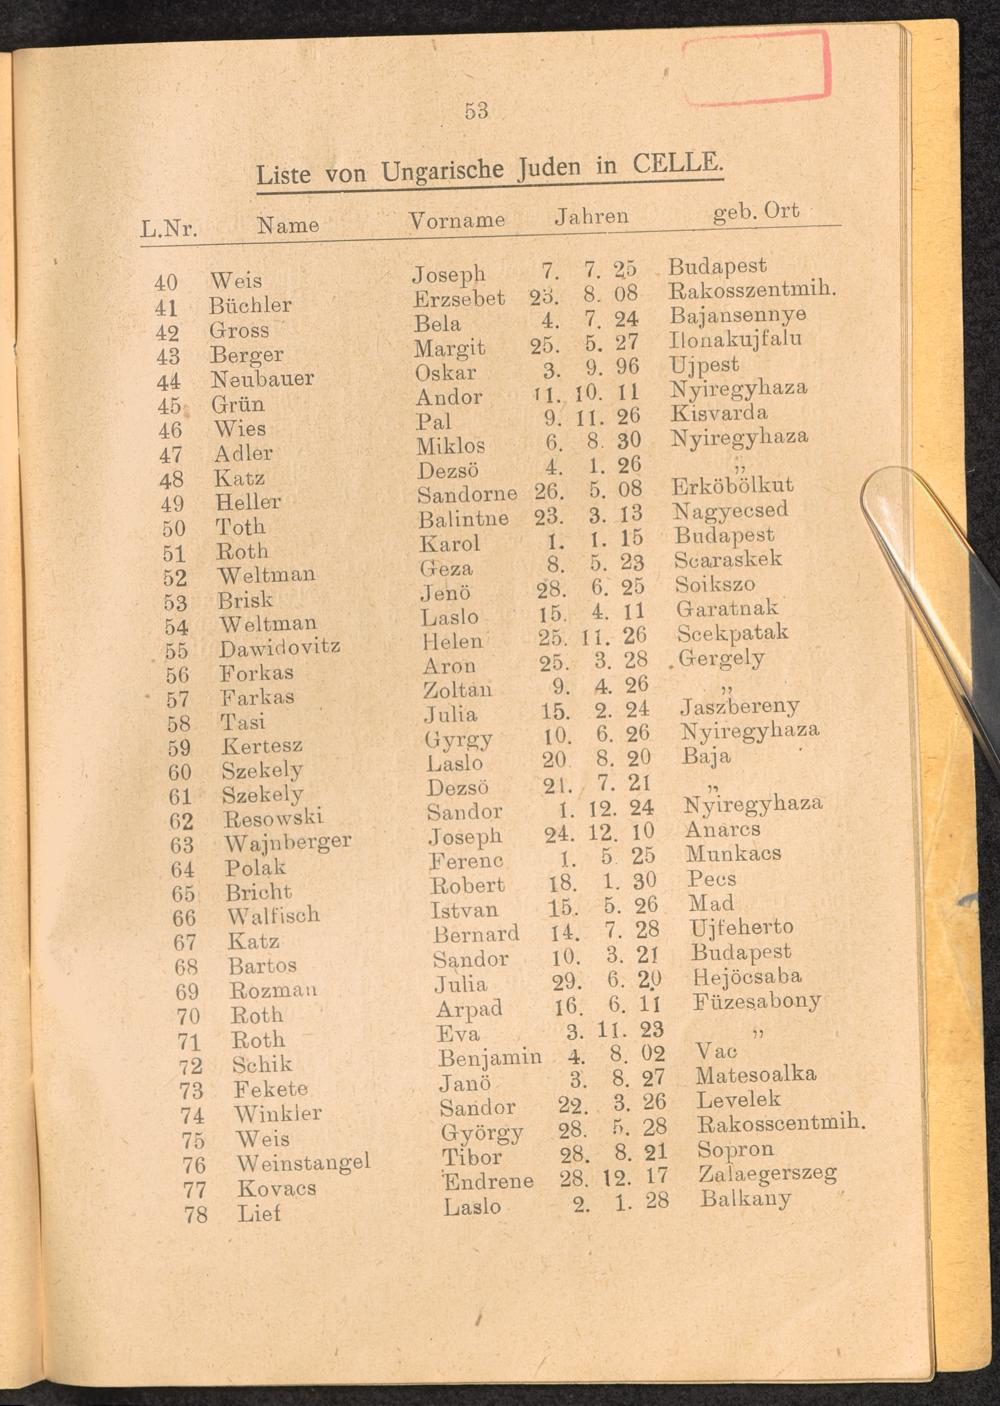 53
Liste von Ungarische Juden in CELLE.
L.Nr. Name Vorname Jahren geb. Ort
40 Weis Joseph 7. 7. 25 Budapest
41 Büchler Erzsebet 23. 8. 08 Rakosszentmih.
42 Gross Bela 4. 7. 24 Bajansennye
43 Berger Margit 25. 5. 27 Ilonakujfalu
44 Neubauer Oskar 3. 9. 96 Ujpest
45 Grün Andor 11. 10. 11 Nyiregyhaza
46 Wies Pal 9. 11. 26 Kisvarda
47 Adler Miklos 6. 8. 30 Nyiregyhaza
48 Katz Dezsö 4. 1. 26 „
49 Heller Sandorne 26. 5. 08 Erköbölkut
50 Toth Balintne 23. 3. 13 Nagyecsed
51 Roth Karol 1. 1. 15 Budapest
52 Weltman Geza 8. 5. 23 Scaraskek
53 Brisk Jenö 28. 6. 25 Soikszo
54 Weltman Laslo 15. 4. 11 Garatnak
55 Dawidovitz Helen 25. 11. 26 Scekpatak
56 Forkas Aron 25. 3. 28 Gergely
57 Farkas Zoltan 9. 4. 26 „
58 Tasi Julia 15. 2. 24 Jaszbereny
59 Kertesz Gyrgy 10. 6. 26 Nyiregyhaza
60 Szekely Laslo 20. 8. 20 Baja
61 Szekely Dezsö 21. 7. 21 „
62 Resowski Sandor 1. 12. 24 Nyiregyhaza
63 Wajnberger Joseph 24. 12. 10 Anarcs
64 Polak Ferenc 1. 5. 25 Munkacs
65 Bricht Robert 18. 1. 30 Pecs
66 Walfisch Istvan 15. 5. 26 Mad
67 Katz Bernard 14. 7. 28 Ujfeherto
68 Bartos Sandor 10. 3. 21 Budapest
69 Rozman Julia 29. 6. 20 Hejöcsaba
70 Roth Arpad 16. 6. 11 Füzesabony
71 Roth Eva 3. 11. 23 „
72 Schik Benjamin 4. 8. 02 Vac
73 Fekete Janö 3. 8. 27 Matesoalka
74 Winkler Sandor 22. 3. 26 Levelek
75 Weis György 28. 5. 28 Rakosscentmih.
76 Weinstangel Tibor 28. 8. 21 Sopron
77 Kovacs Endrene 28. 12. 17 Zalaegerszeg
78 Lief Laslo 2. 1. 28 Balkany